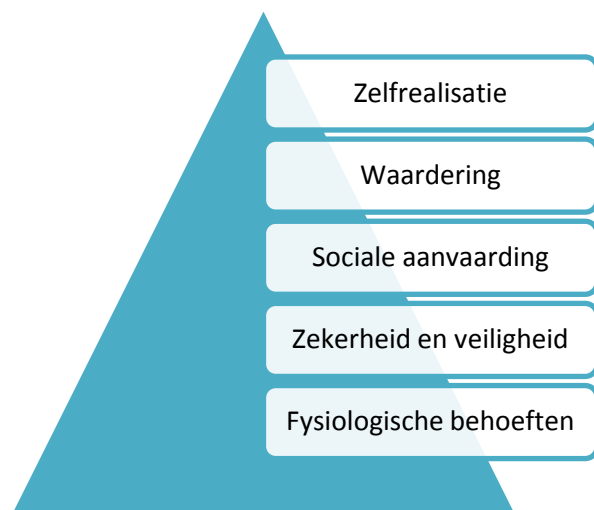 Zelfrealisatie
Waardering
Sociale aanvaarding
Zekerheid en veiligheid
Fysiologische behoeften